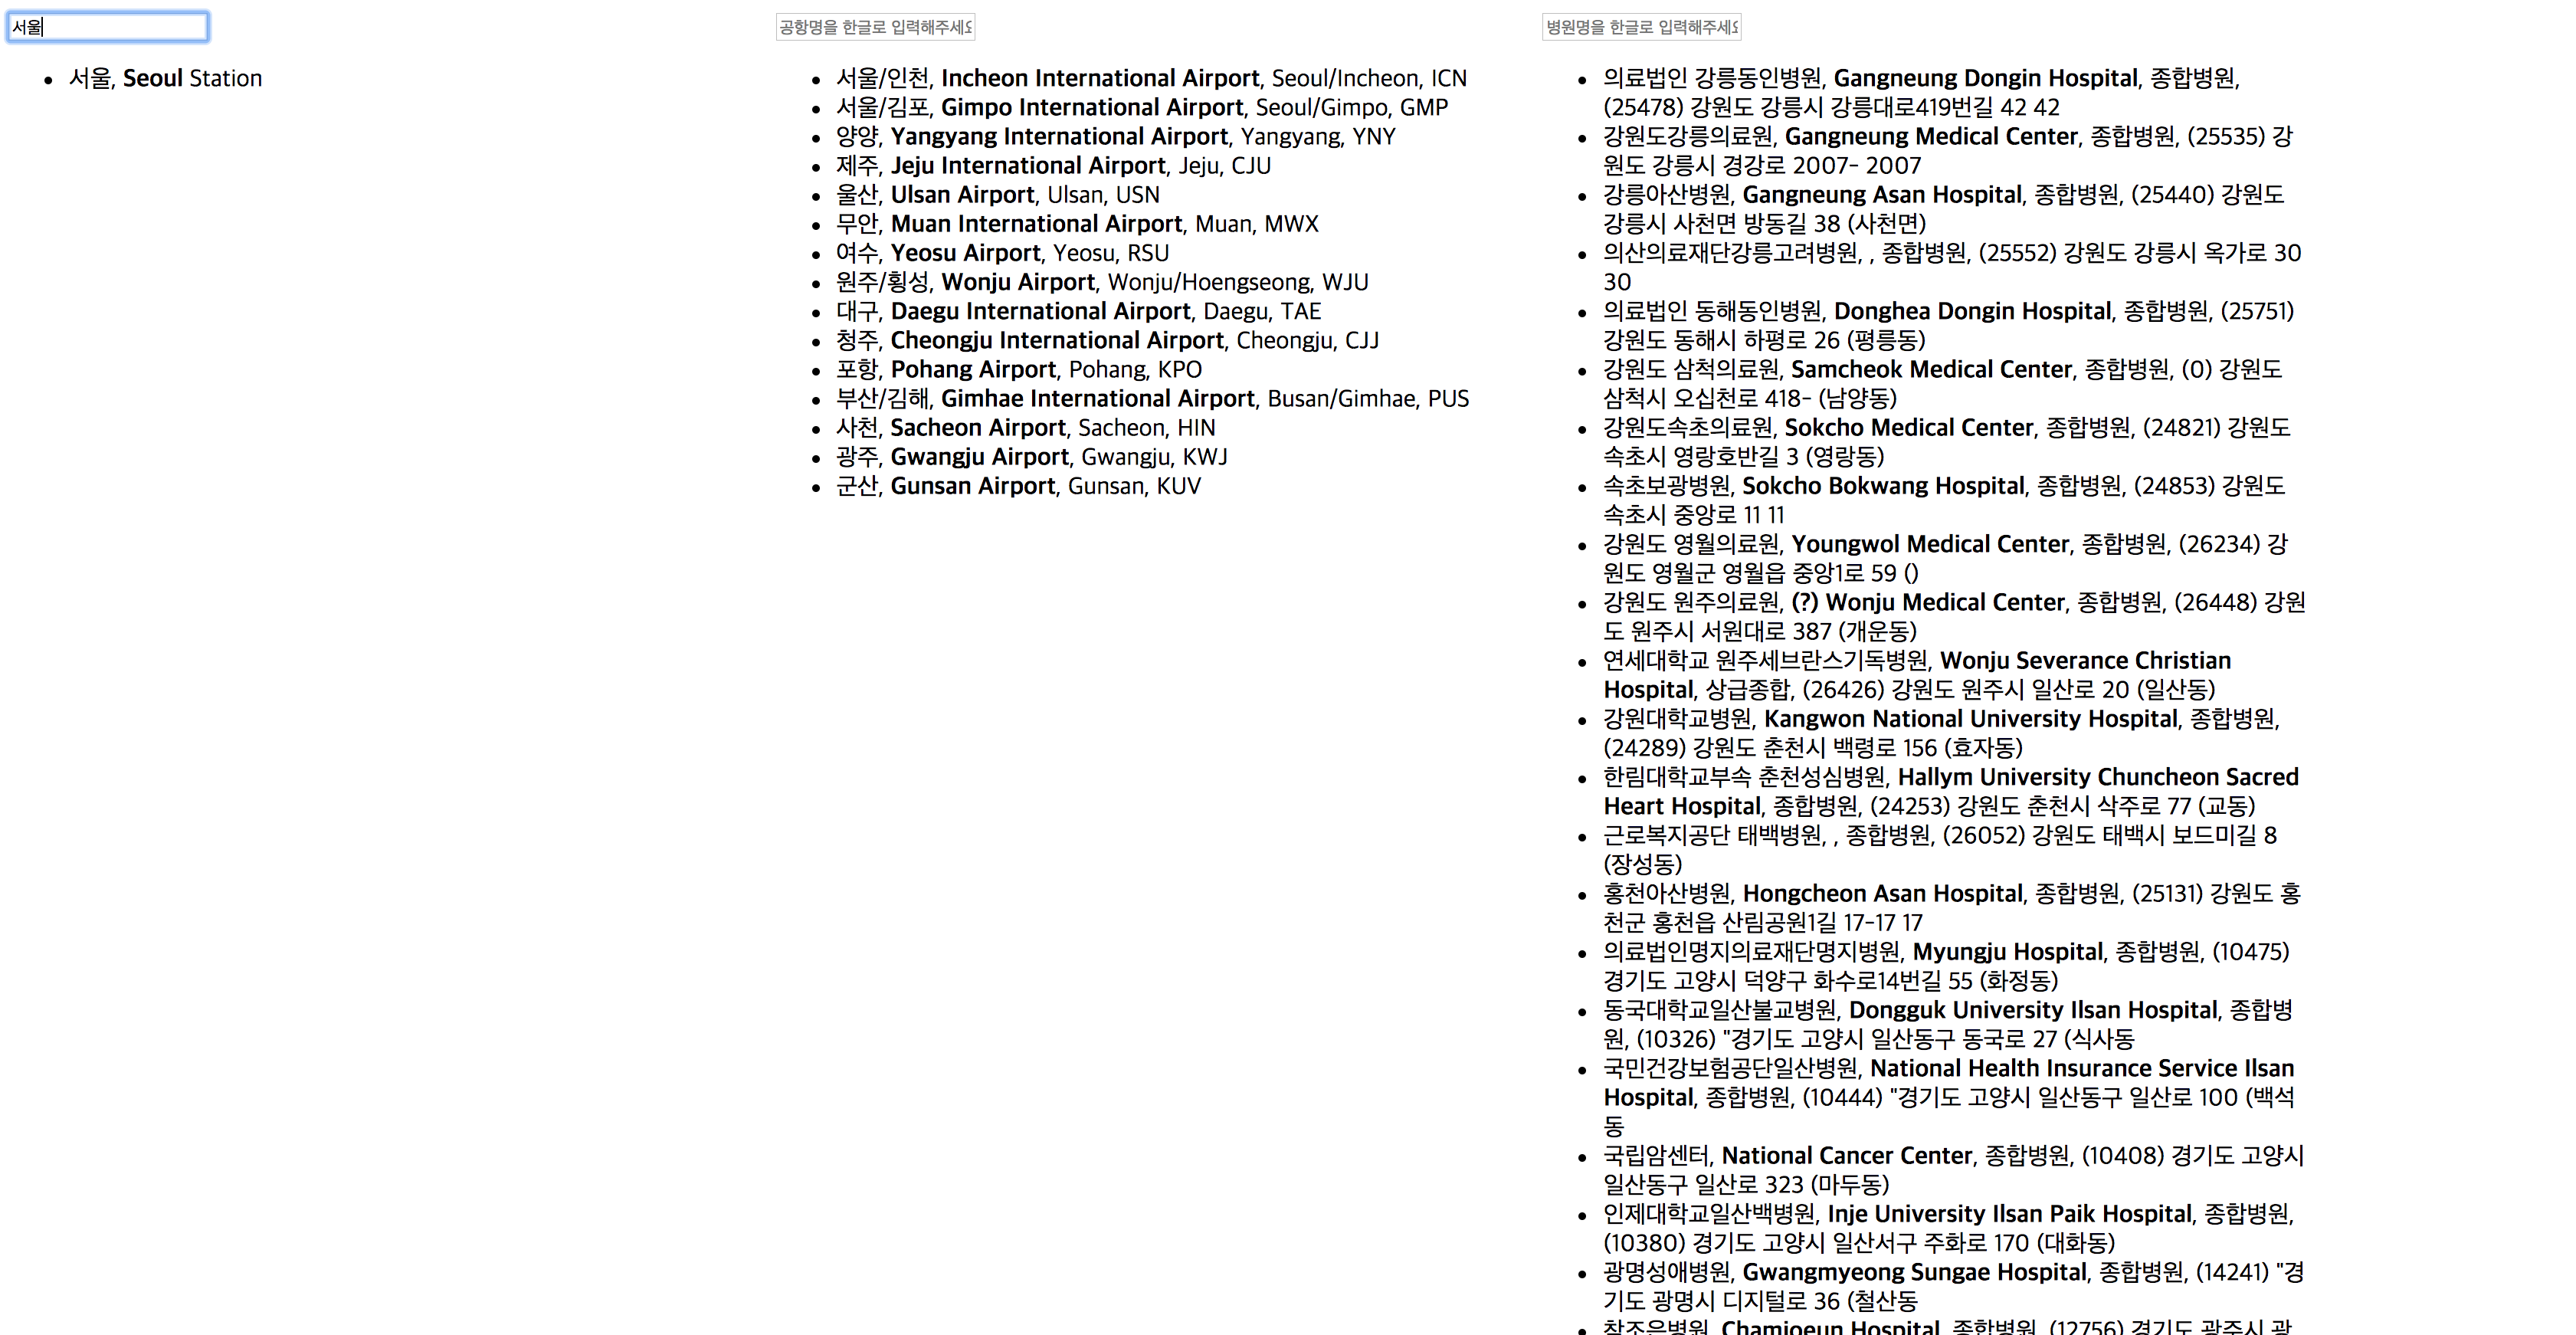 서울
서울, Seoul Station
공항명을 한글로 입력해주세요
서울/인천, Incheon International Airport, Seoul/Incheon, ICN
서울/김포, Gimpo International Airport, Seoul/Gimpo, GMP
양양, Yangyang International Airport, Yangyang, YNY
제주, Jeju International Airport, Jeju, CJU
울산, Ulsan Airport, Ulsan, USN
무안, Muan International Airport, Muan, MWX
여수, Yeosu Airport, Yeosu, RSU
원주/횡성, Wonju Airport, Wonju/Hoengseong, WJU
대구, Daegu International Airport, Daegu, TAE
청주, Cheongju International Airport, Cheongju, CJJ
포항, Pohang Airport, Pohang, KPO
부산/김해, Gimhae International Airport, Busan/Gimhae, PUS
사천, Sacheon Airport, Sacheon, HIN
광주, Gwangju Airport, Gwangju, KWJ
군산, Gunsan Airport, Gunsan, KUV
병원명을 한글로 입력해주세요
의료법인 강릉동인병원, Gangneung Dongin Hospital, 종합병원,
(25478) 강원도 강릉시 강릉대로419번길 42 42
강원도강릉의료원, Gangneung Medical Center, 종합병원, (25535) 강
원도 강릉시 경강로 2007- 2007
강릉아산병원, Gangneung Asan Hospital, 종합병원, (25440) 강원도
강릉시 사천면 방동길 38 (사천면)
의산의료재단강릉고려병원, , 종합병원, (25552) 강원도 강릉시 옥가로 30
30
의료법인 동해동인병원, Donghea Dongin Hospital, 종합병원, (25751)
강원도 동해시 하평로 26 (평릉동)
강원도 삼척의료원, Samcheok Medical Center, 종합병원, (0) 강원도
삼척시 오십천로 418- (남양동)
강원도속초의료원, Sokcho Medical Center, 종합병원, (24821) 강원도
속초시 영랑호반길 3 (영랑동)
속초보광병원, Sokcho Bokwang Hospital, 종합병원, (24853) 강원도
속초시 중앙로 11 11
강원도 영월의료원, Youngwol Medical Center, 종합병원, (26234) 강
원도 영월군 영월읍 중앙1로 59 ()
강원도 원주의료원, (?) Wonju Medical Center, 종합병원, (26448) 강원
도 원주시 서원대로 387 (개운동)
연세대학교 원주세브란스기독병원, Wonju Severance Christian
Hospital, 상급종합, (26426) 강원도 원주시 일산로 20 (일산동)
강원대학교병원, Kangwon National University Hospital, 종합병원,
(24289) 강원도 춘천시 백령로 156 (효자동)
한림대학교부속 춘천성심병원, Hallym University Chuncheon Sacred
Heart Hospital, 종합병원, (24253) 강원도 춘천시 삭주로 77 (교동)
근로복지공단 태백병원, , 종합병원, (26052) 강원도 태백시 보드미길 8
(장성동)
홍천아산병원, Hongcheon Asan Hospital, 종합병원, (25131) 강원도 홍
천군 홍천읍 산림공원1길 17-17 17
의료법인명지의료재단명지병원, Myungju Hospital, 종합병원, (10475)
경기도 고양시 덕양구 화수로14번길 55 (화정동)
동국대학교일산불교병원, Dongguk University Ilsan Hospital, 종합병
원, (10326) "경기도 고양시 일산동구 동국로 27 (식사동
국민건강보험공단일산병원, National Health Insurance Service Ilsan
Hospital, 종합병원, (10444) "경기도 고양시 일산동구 일산로 100 (백석
동
국립암센터, National Cancer Center, 종합병원, (10408) 경기도 고양시
일산동구 일산로 323 (마두동)
인제대학교일산백병원, Inje University Ilsan Paik Hospital, 종합병원,
(10380) 경기도 고양시 일산서구 주화로 170 (대화동)
광명성애병원, Gwangmyeong Sungae Hospital, 종합병원, (14241) "경
기도 광명시 디지털로 36 (철산동
참조은병원, Chamjoeun Hospital, 종합병원, (12756) 경기도 광주시 광